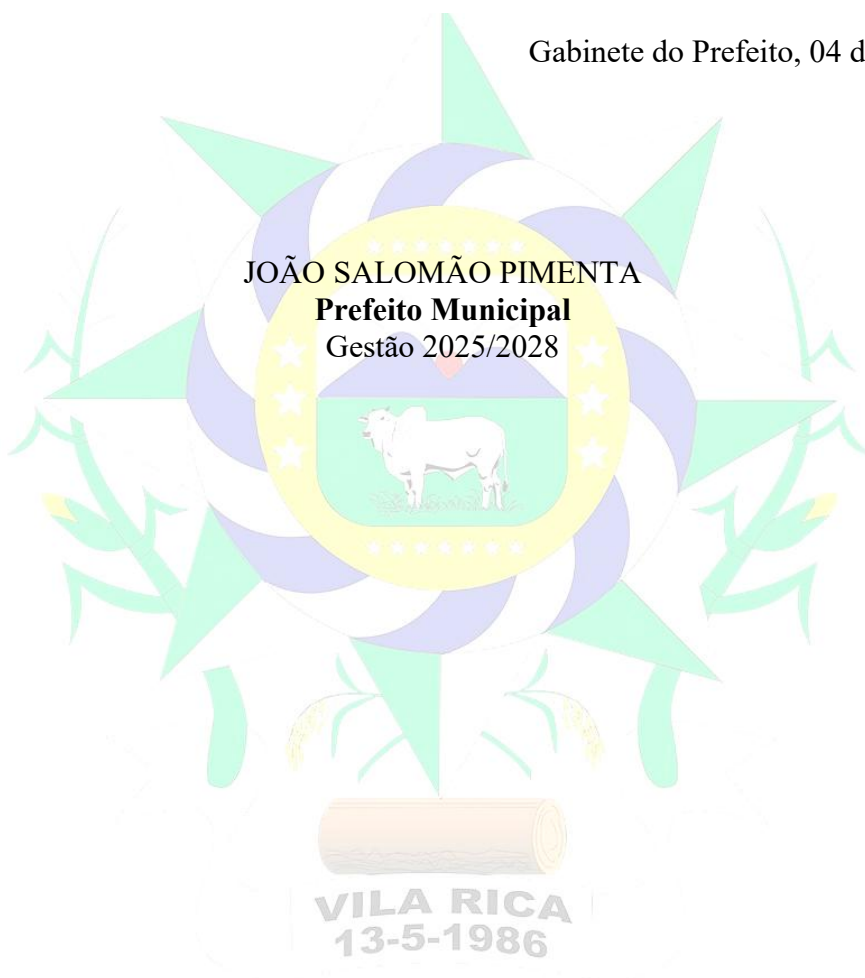 Gabinete do Prefeito, 04 d
JOÃO SALOMÃO PIMENTA
Prefeito Municipal
Gestão 2025/2028
VILA RICA
13-5-1986